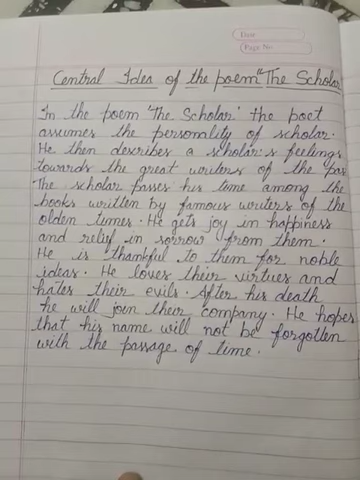 Date
Page No
Central Idea of the poem "The Scholar
In the poem 'The Scholar' the poet
assumes the personality of scholar.
He then describes a scholar's feelings
towards the great writers of the pas
The scholar passes his time among the
books written by famous writers of the
olden times. He gets joy in happiness
and relief in sorrow from them.
He is thankful to them for noble
ideas. He loves their virtues and
hates their evils. After his death
he will join their company. He hopes
that his name will not be forgotten
with the passage of time.